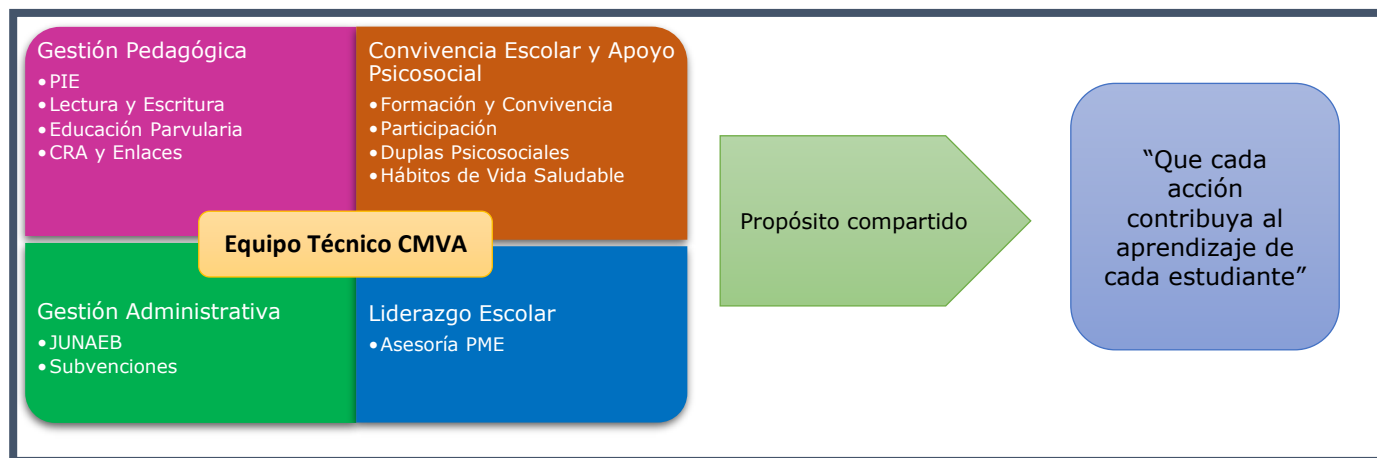 Gestión Pedagógica
•PIE
•Lectura y Escritura
•Educación Parvularia
•CRA y Enlaces
Convivencia Escolar y Apoyo
Psicosocial
•Formación y Convivencia
•Participación
•Duplas Psicosociales
•Hábitos de Vida Saludable
Equipo Técnico CMVA
Gestión Administrativa
•JUNAEB
•Subvenciones
Liderazgo Escolar
•Asesoría PME
Propósito compartido
“Que cada
acción
contribuya al
aprendizaje de
cada estudiante”